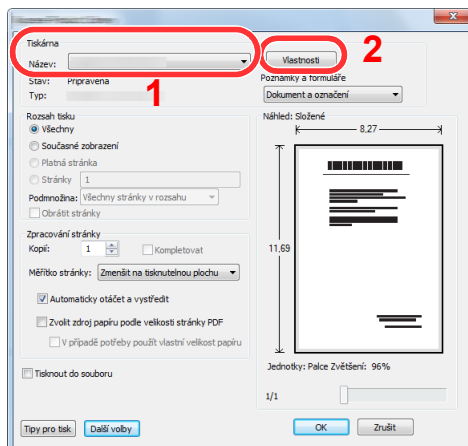 Tiskárna
Název:
Vlastnosti
2
1
Stav: Připravena
Typ:
Poznámky a formuláře
Dokument a označení
Rozsah tisku
Všechny
Současné zobrazení
Platná stránka
Stránky 1
Podmnožina: Všechny stránky v rozsahu
Obrátit stránky
Zpracování stránky
Kopií: 1 Kompletovat
Měřítko stránky: Zmenšit na tisknutelnou plochu
Automaticky otáčet a vystředit
Zvolit zdroj papíru podle velikosti stránky PDF
V případě potřeby použít vlastní velikost papíru
Tisknout do souboru
Náhled: Složené
8,27
11,69
Jednotky: Palce Zvětšení: 96%
1/1
Tipy pro tisk
Další volby
OK
Zrušit